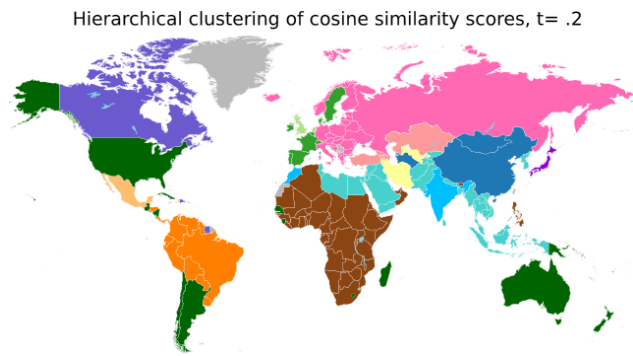 Hierarchical clustering of cosine similarity scores, t= .2